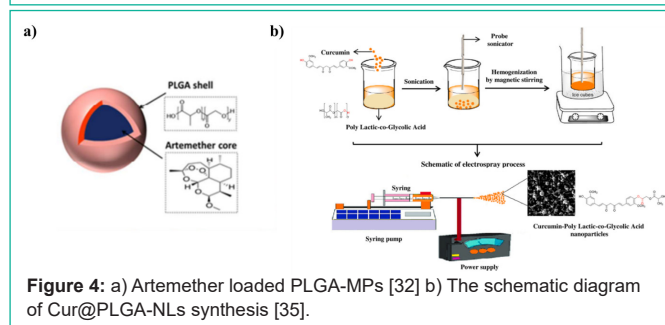 a)
PLGA shell
Artemether core
b)
Curcumin
Probe
sonicator
Sonication
Hemogenization
by magnetic stirring
Ice cubes
Poly Lactic-co-Glycolic Acid
Schematic of electrospray process
Syring
Syring pump
Power supply
Curcumin-Poly Lactic-co-Glycolic Acid
nanoparticles
Figure 4: a) Artemether loaded PLGA-MPs [32] b) The schematic diagram
of Cur@PLGA-NLs synthesis [35].